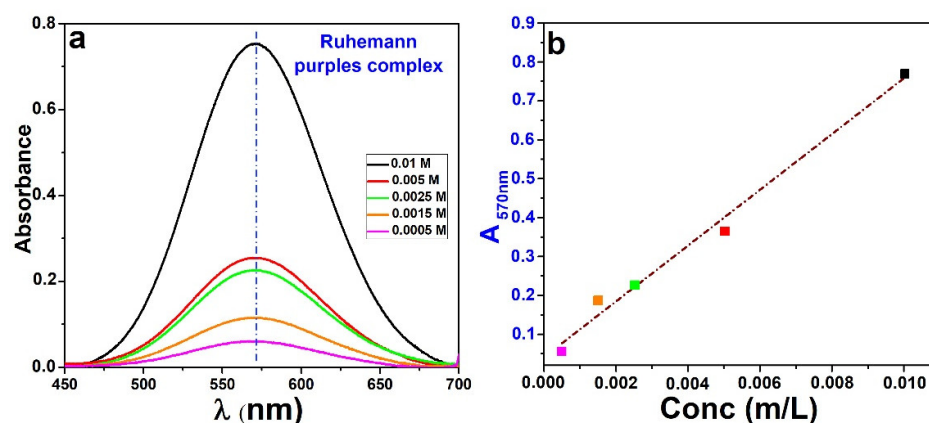 a
Ruhemann
purples complex
0.8
0.6
0.4
0.2
0.0
Absorbance
0.01 M
0.005 M
0.0025 M
0.0015 M
0.0005 M
450 500 550 600 650 700
λ (nm)
b
0.9
0.8
0.7
0.6
0.5
0.4
0.3
0.2
0.1
A 570nm
0.000 0.002 0.004 0.006 0.008 0.010
Conc (m/L)